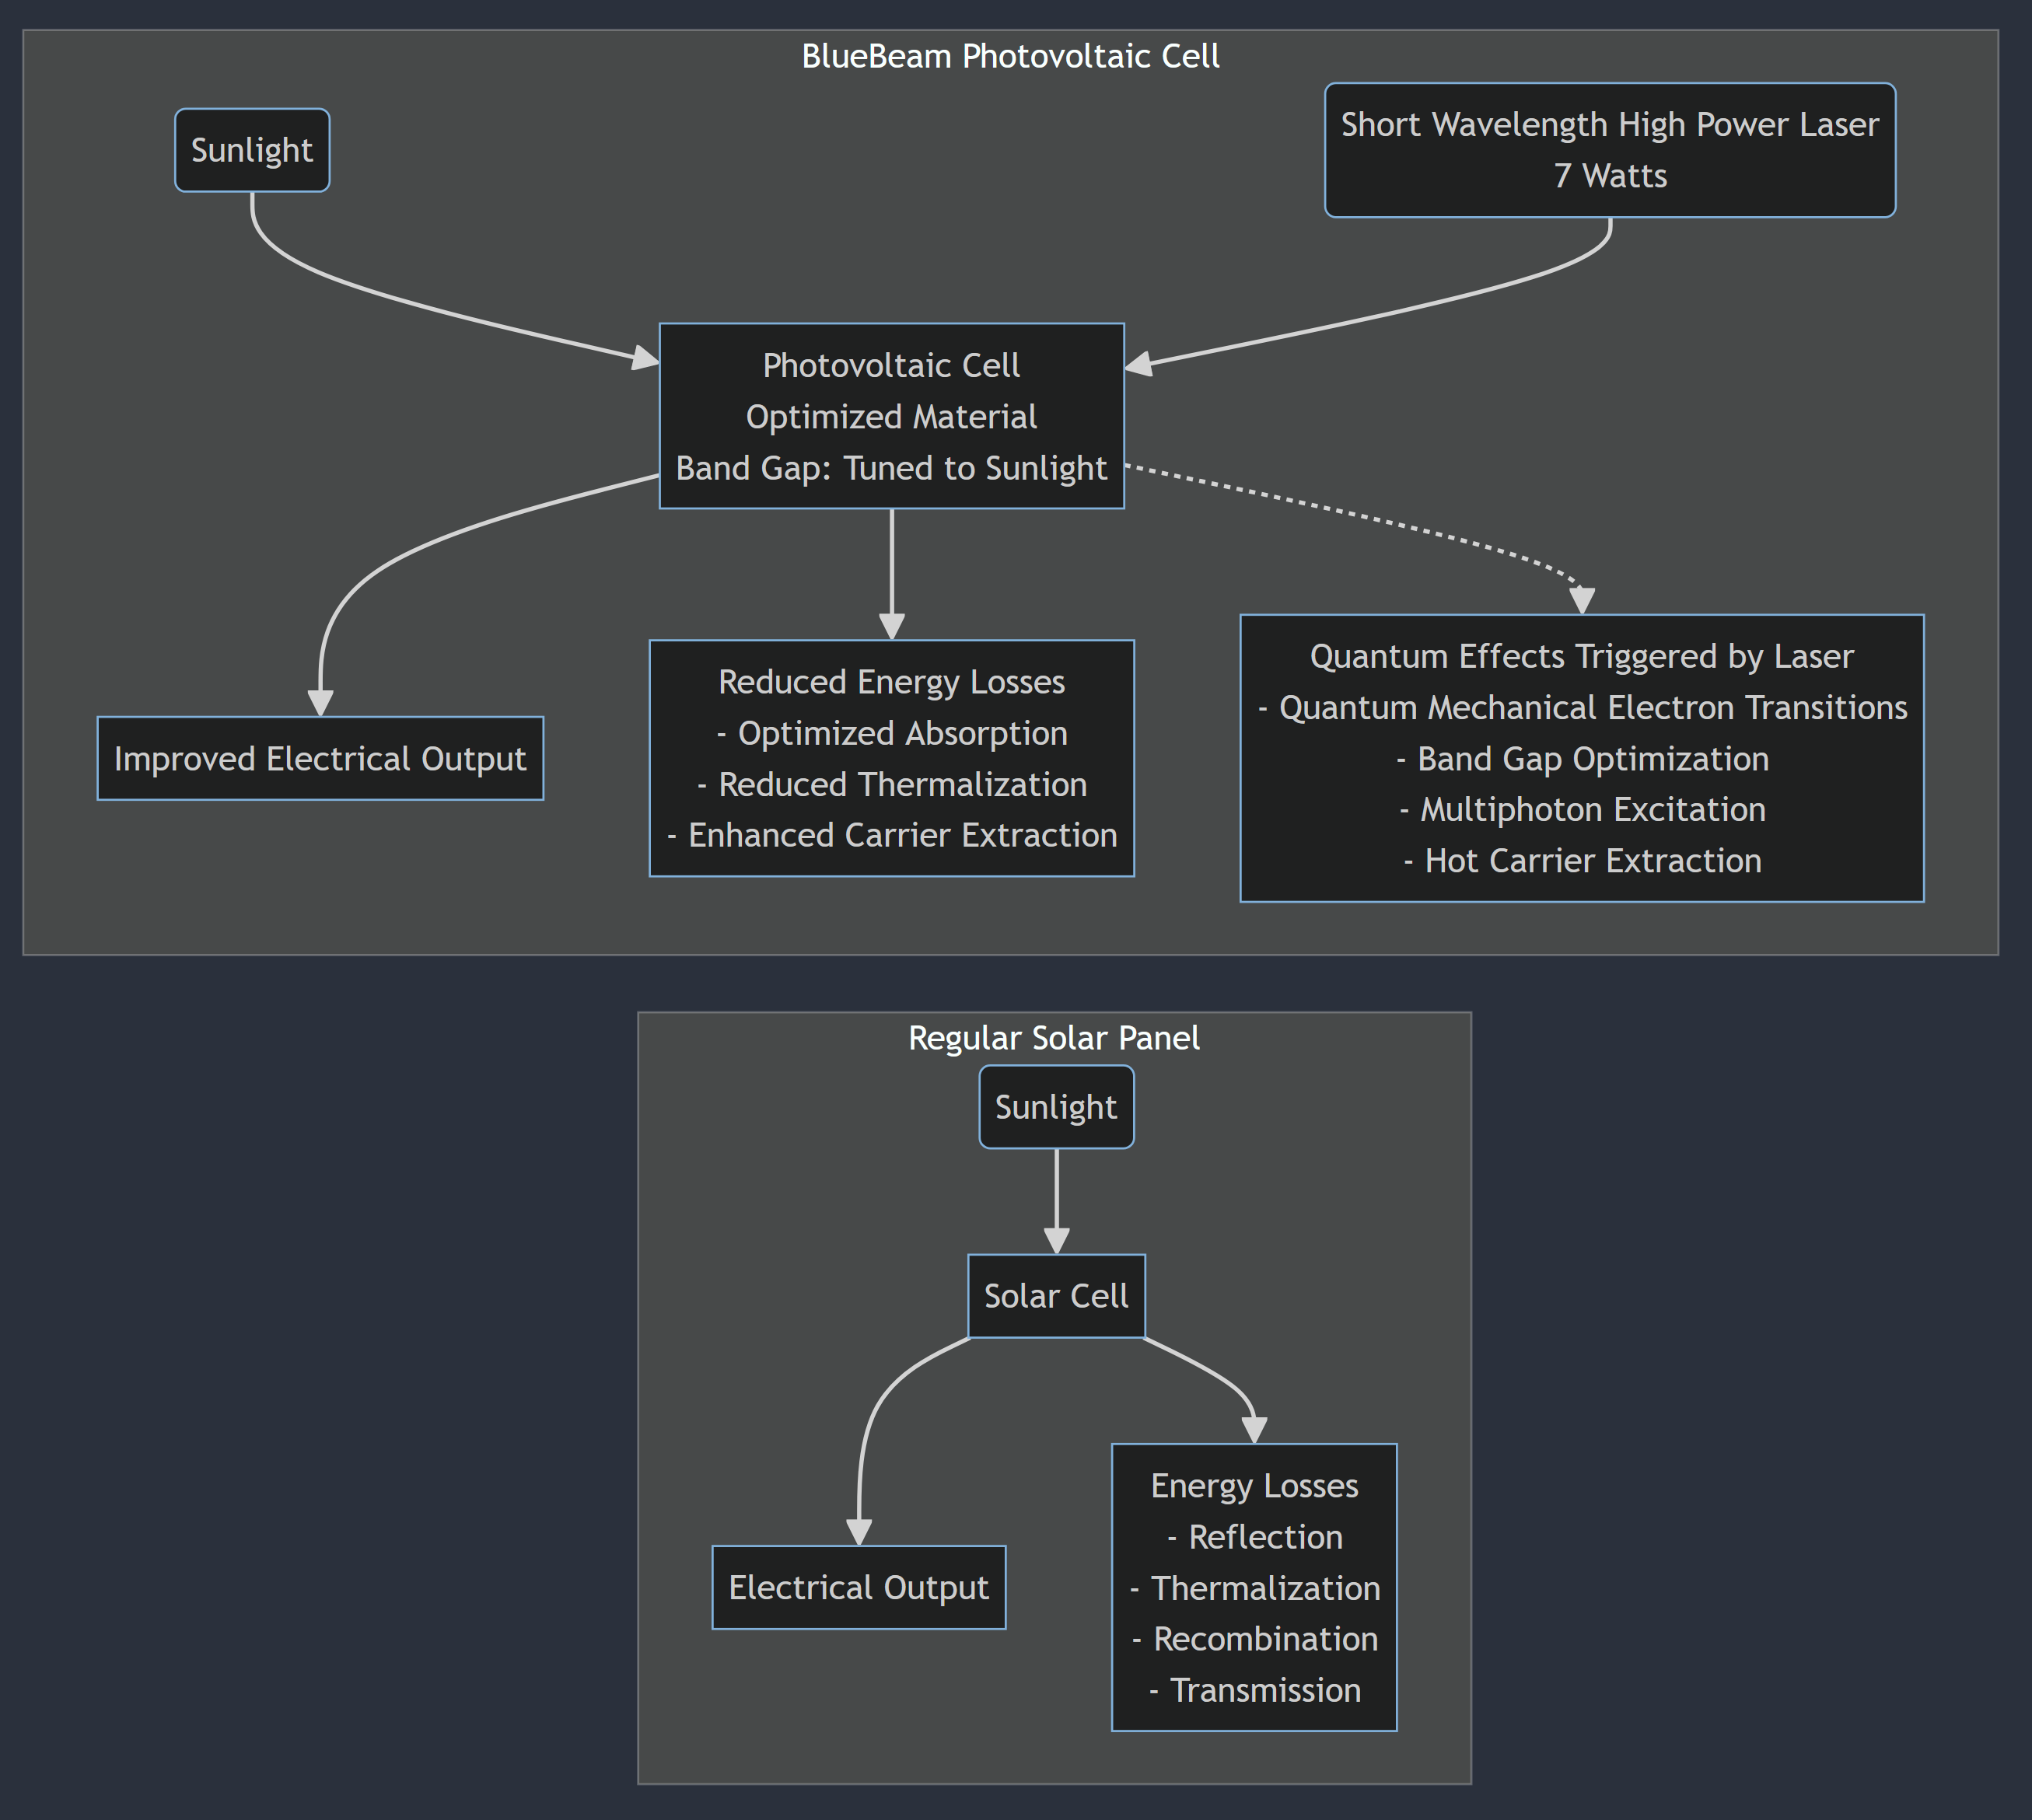 BlueBeam Photovoltaic Cell
Sunlight
Short Wavelength High Power Laser
7 Watts
Photovoltaic Cell
Optimized Material
Band Gap: Tuned to Sunlight
Improved Electrical Output
Reduced Energy Losses
- Optimized Absorption
- Reduced Thermalization
- Enhanced Carrier Extraction
Quantum Effects Triggered by Laser
- Quantum Mechanical Electron Transitions
- Band Gap Optimization
- Multiphoton Excitation
- Hot Carrier Extraction
Regular Solar Panel
Sunlight
Solar Cell
Electrical Output
Energy Losses
- Reflection
- Thermalization
- Recombination
- Transmission